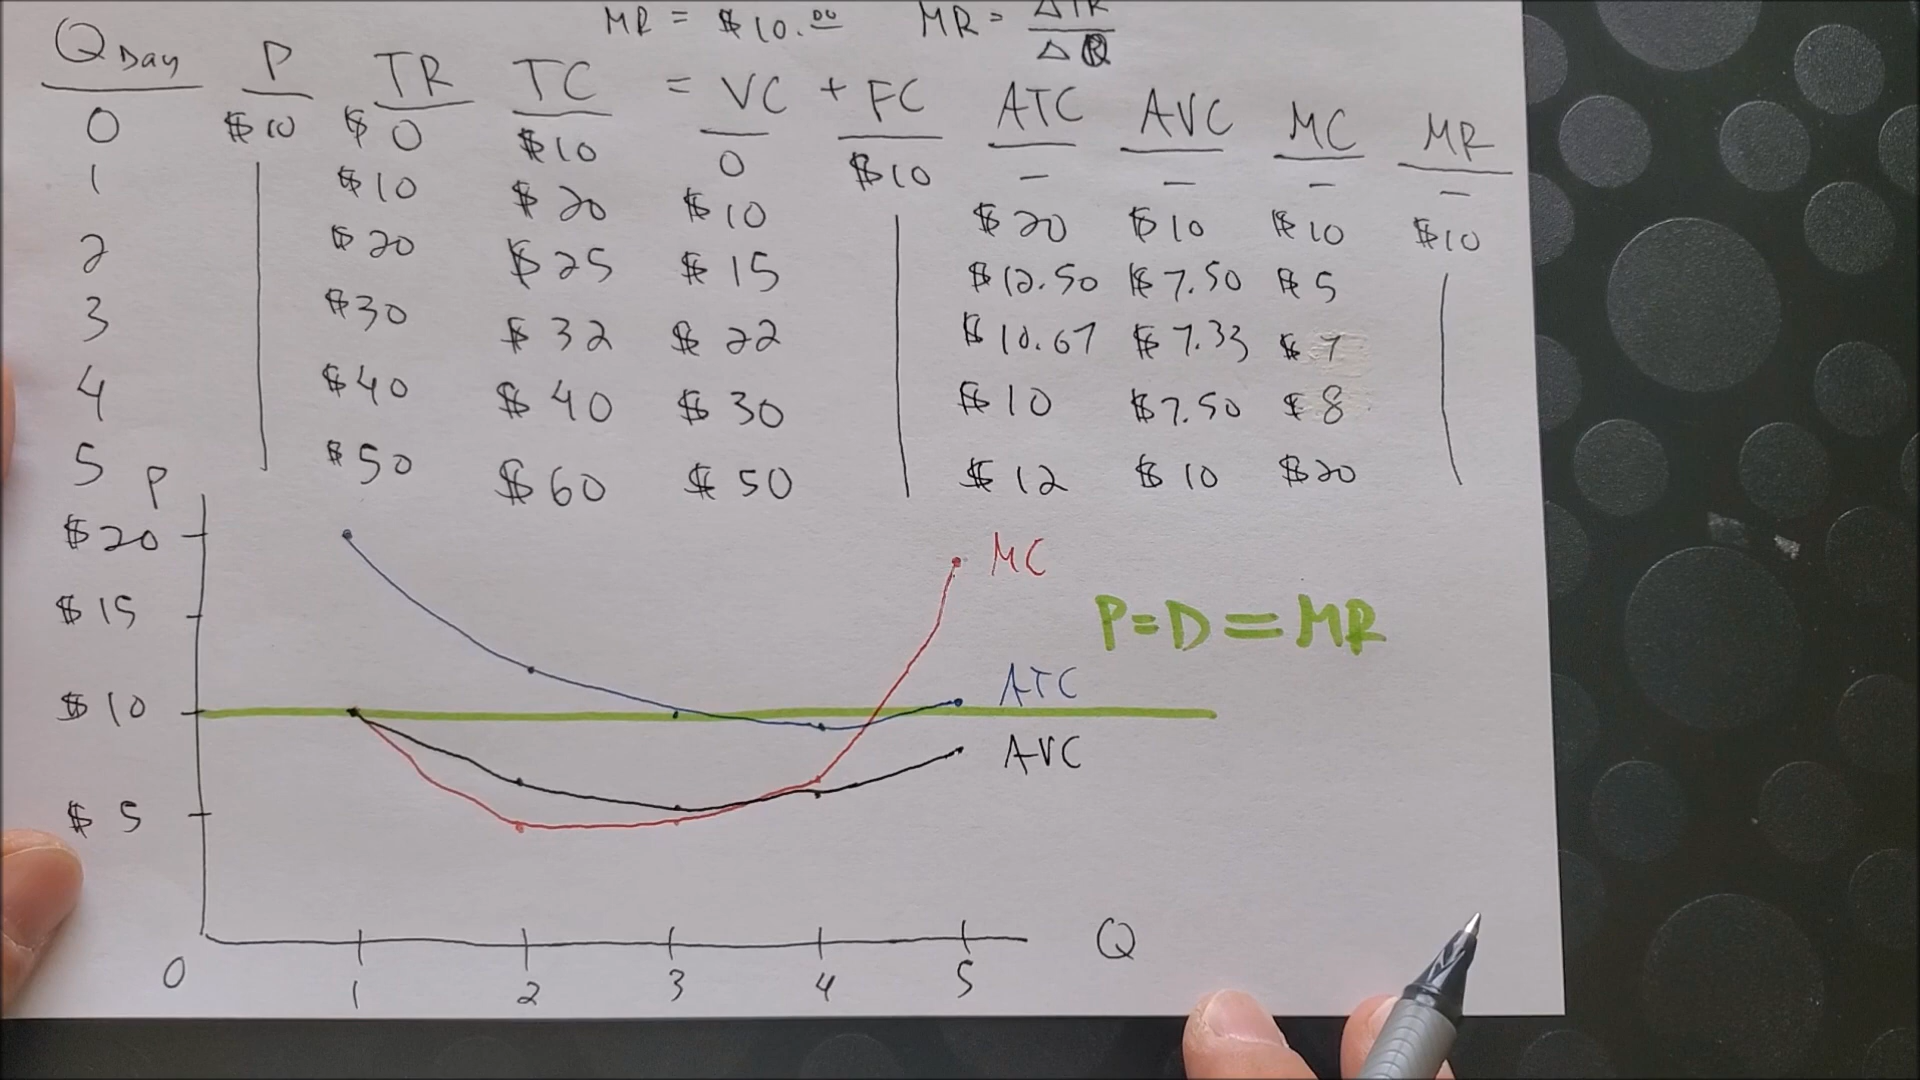 MR = $10.00 MR = ΔTR
ΔQ
Q Day P TR TC = VC + FC ATC AVC MC MR
0 $10 $0 $10 0 $10 – – – –
1 $10 $20 $10 $20 $10 $10 $10
2 $20 $25 $15 $12.50 $7.50 $5
3 $30 $32 $22 $10.67 $7.33 $7
4 $40 $40 $30 $10 $7.50 $8
5 $50 $60 $50 $12 $10 $20
P
$20
MC
$15
P=D=MR
ATC
$10
AVC
$5
Q
0 1 2 3 4 5